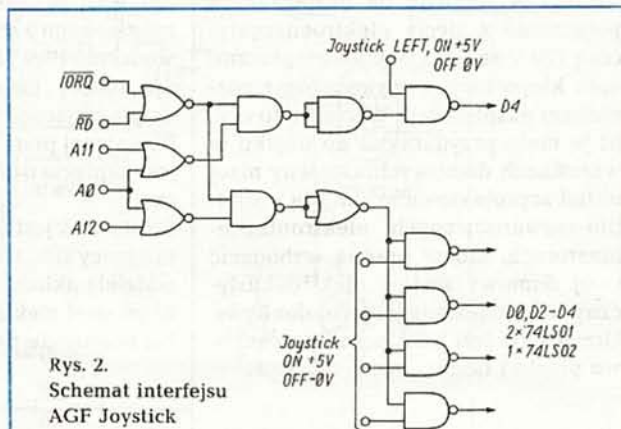 Joystick LEFT, ON +5V
OFF 0V
IORQ
RD
A11
A0
A12
D4
Joystick
ON +5V
OFF-0V
D0, D2-D4
2×74LS01
1×74LS02
Rys. 2.
Schemat interfejsu
AGF Joystick